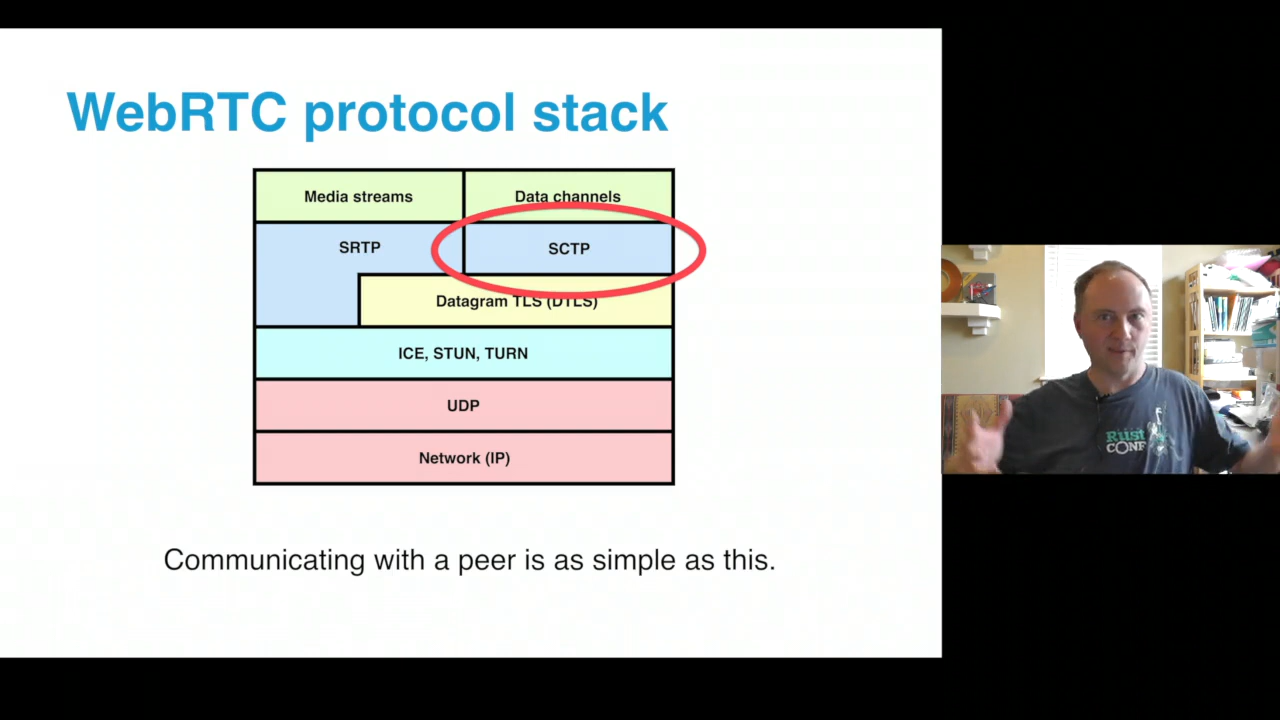 WebRTC protocol stack
Media streams
Data channels
SRTP
SCTP
Datagram TLS (DTLS)
ICE, STUN, TURN
UDP
Network (IP)
Communicating with a peer is as simple as this.
Rust
CONF